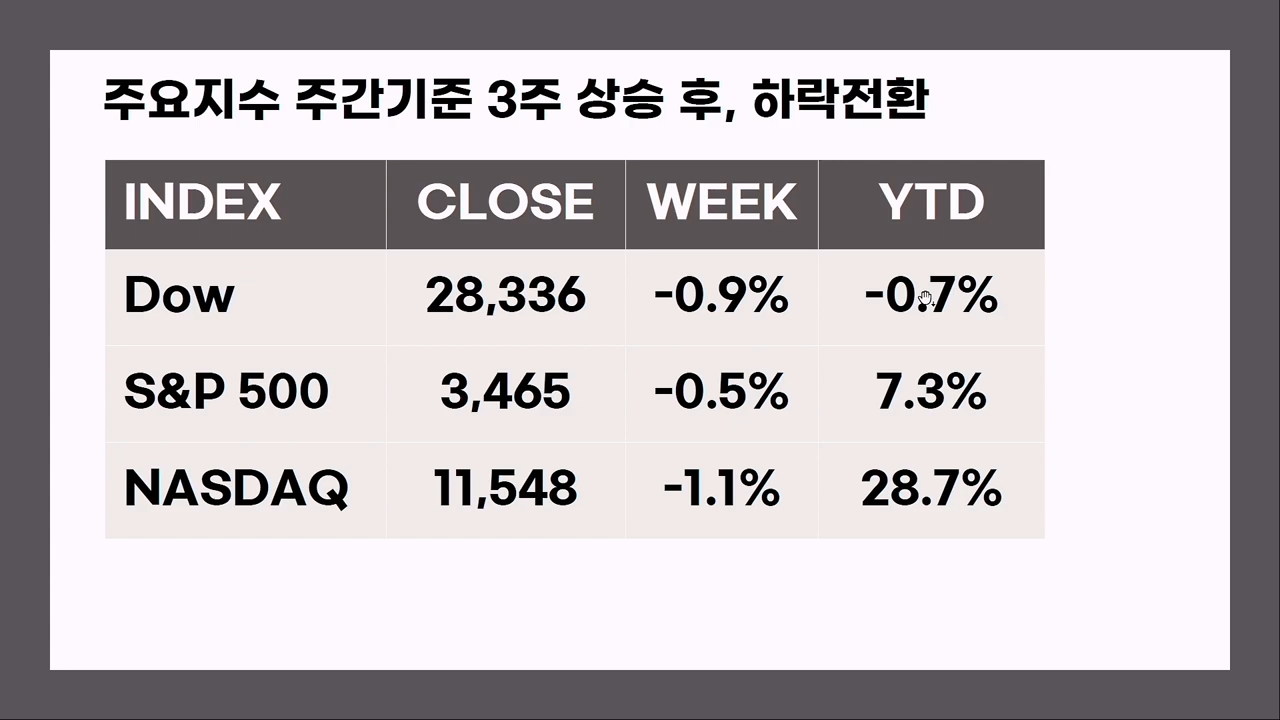 주요지수 주간기준 3주 상승 후, 하락전환
INDEX CLOSE WEEK YTD
Dow 28,336 -0.9% -0.7%
S&P 500 3,465 -0.5% 7.3%
NASDAQ 11,548 -1.1% 28.7%